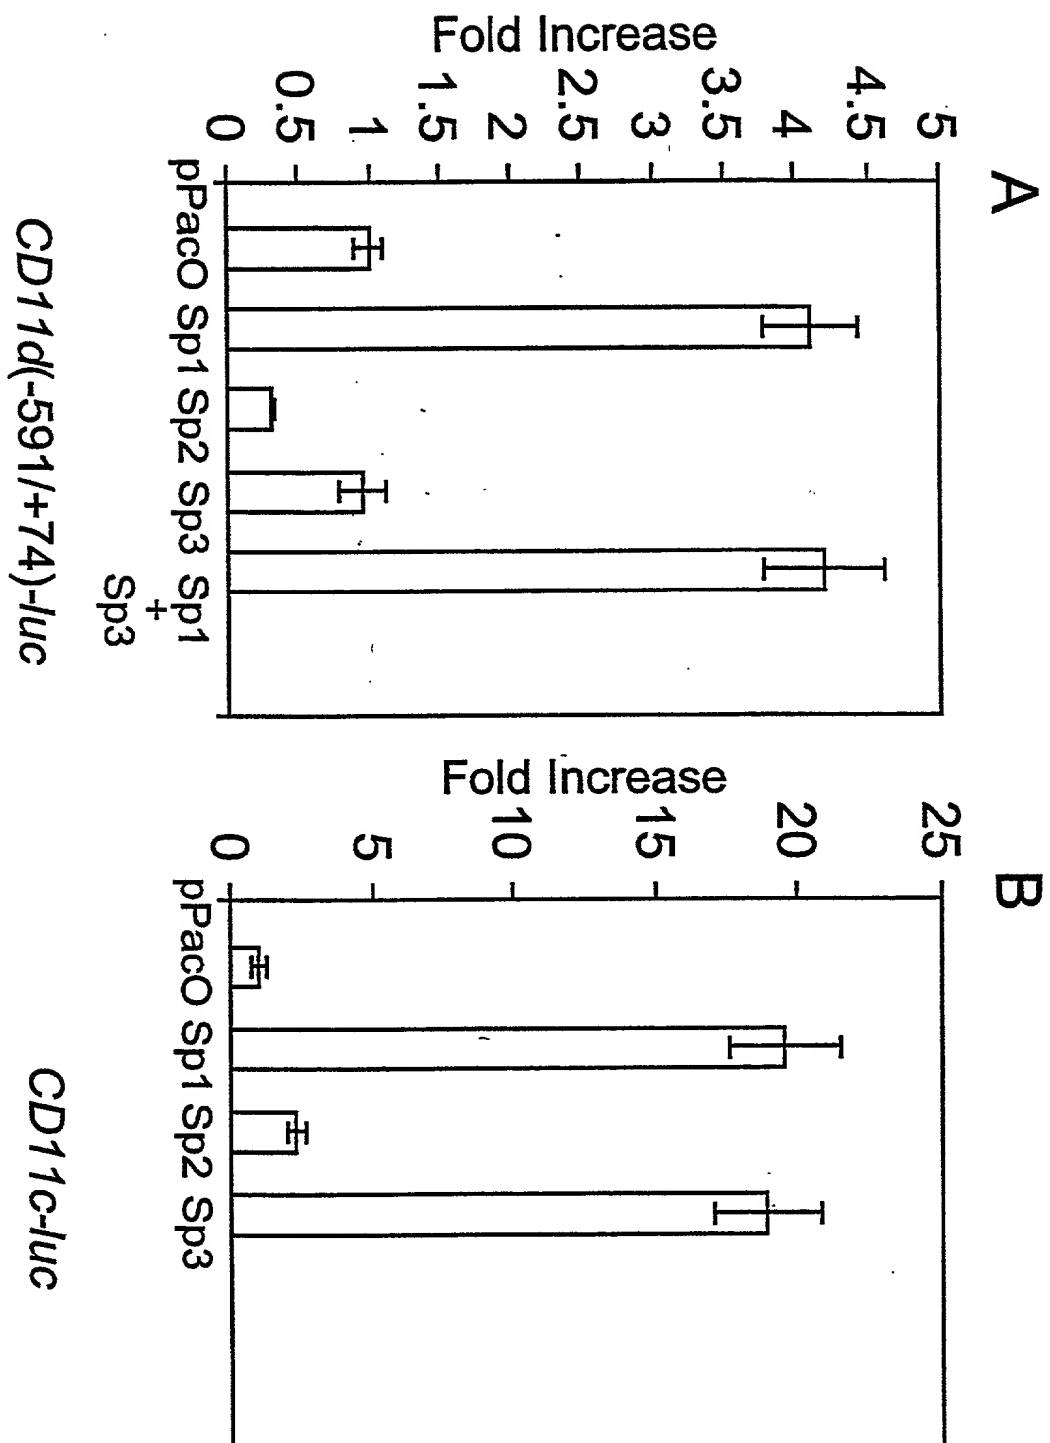 A
Fold Increase
5
4.5
4
3.5
3
2.5
2
1.5
1
0.5
0
pPacO Sp1 Sp2 Sp3 Sp1
+
Sp3
CD11d(-591/+74)-luc
B
Fold Increase
25
20
15
10
5
0
pPacO Sp1 Sp2 Sp3
CD11c-luc